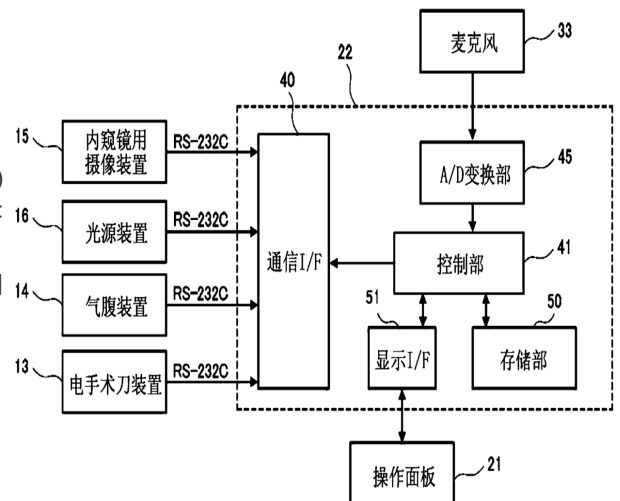 麦克风
33
22
40
15
内窥镜用
摄像装置
RS-232C
A/D变换部
45
16
光源装置
RS-232C
通信I/F
控制部
41
14
气腹装置
RS-232C
51
50
显示I/F
存储部
13
电手术刀装置
RS-232C
操作面板
21